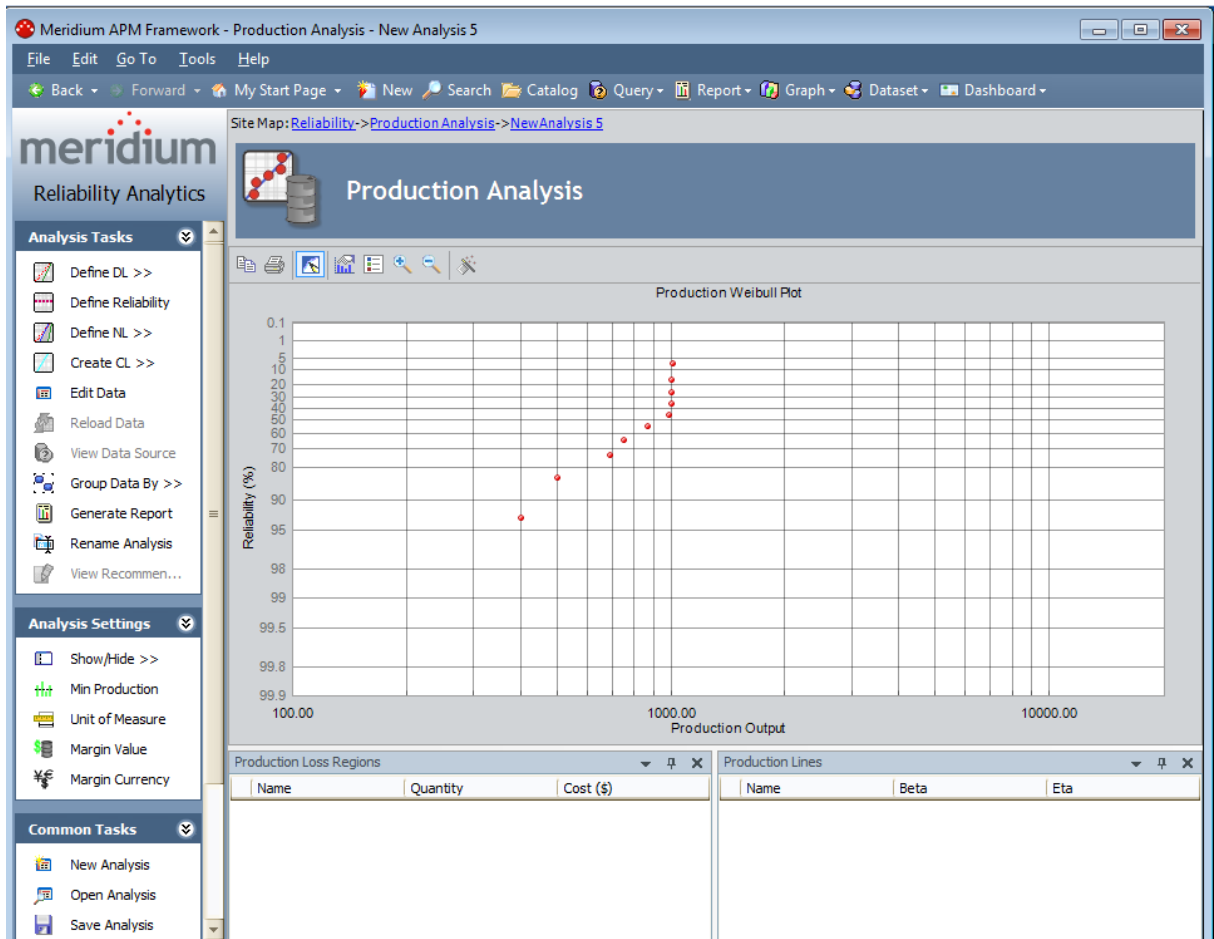 Meridium APM Framework - Production Analysis - New Analysis 5
File Edit Go To Tools Help
Back Forward My Start Page New Search Catalog Query Report Graph Dataset Dashboard
meridium
Reliability Analytics
Analysis Tasks
Define DL >>
Define Reliability
Define NL >>
Create CL >>
Edit Data
Reload Data
View Data Source
Group Data By >>
Generate Report
Rename Analysis
View Recommen...
Analysis Settings
Show/Hide >>
Min Production
Unit of Measure
Margin Value
Margin Currency
Common Tasks
New Analysis
Open Analysis
Save Analysis
Site Map: Reliability->Production Analysis->NewAnalysis 5
Production Analysis
Production Weibull Plot
Reliability (%)
0.1
1
5
10
20
30
40
50
60
70
80
90
95
98
99
99.5
99.8
99.9
100.00 1000.00 10000.00
Production Output
Production Loss Regions
Name Quantity Cost ($)
Production Lines
Name Beta Eta